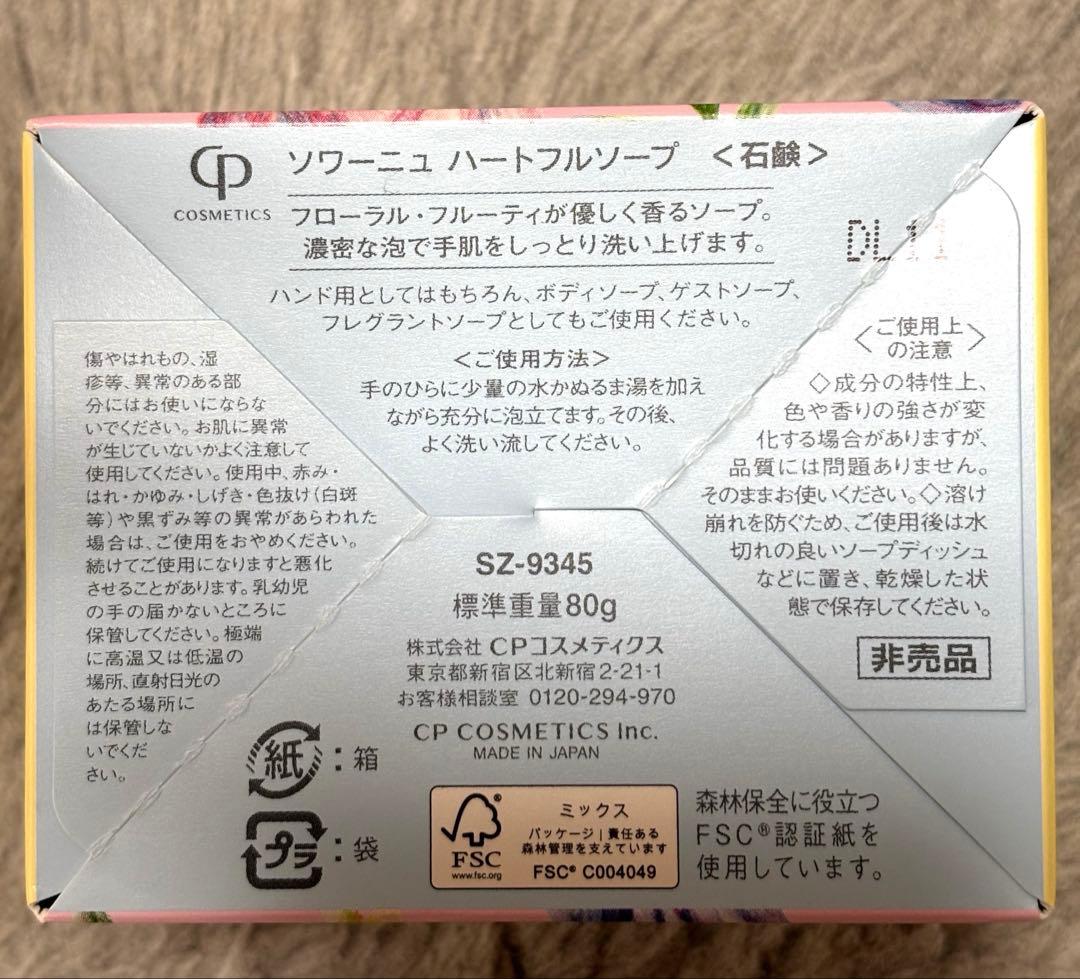 CP
COSMETICS
ソワーニュ ハートフルソープ <石鹸>
フローラル・フルーティが優しく香るソープ。
濃密な泡で手肌をしっとり洗い上げます。
ハンド用としてはもちろん、ボディソープ、ゲストソープ、
フレグラントソープとしてもご使用ください。
<ご使用方法>
手のひらに少量の水かぬるま湯を加え
ながら充分に泡立てます。その後、
よく洗い流してください。
DL11
<ご使用上
の注意>
◇成分の特性上、
色や香りの強さが変
化する場合がありますが、
品質には問題ありません。
そのままお使いください。◇溶け
崩れを防ぐため、ご使用後は水
切れの良いソープディッシュ
などに置き、乾燥した状
態で保存してください。
非売品
傷やはれもの、湿
疹等、異常のある部
分にはお使いにならな
いでください。お肌に異常
が生じていないかよく注意して
使用してください。使用中、赤み・
はれ・かゆみ・しげき・色抜け(白斑
等)や黒ずみ等の異常があらわれた
場合は、ご使用をおやめください。
続けてご使用になりますと悪化
させることがあります。乳幼児
の手の届かないところに
保管してください。極端
に高温又は低温の
場所、直射日光の
あたる場所に
は保管しな
いでくだ
さい。
SZ-9345
標準重量80g
株式会社 CPコスメティクス
東京都新宿区北新宿2-21-1
お客様相談室 0120-294-970
CP COSMETICS Inc.
MADE IN JAPAN
紙:箱
プラ:袋
FSC®
www.fsc.org
ミックス
パッケージ|責任ある
森林管理を支えています
FSC® C004049
森林保全に役立つ
FSC®認証紙を
使用しています。